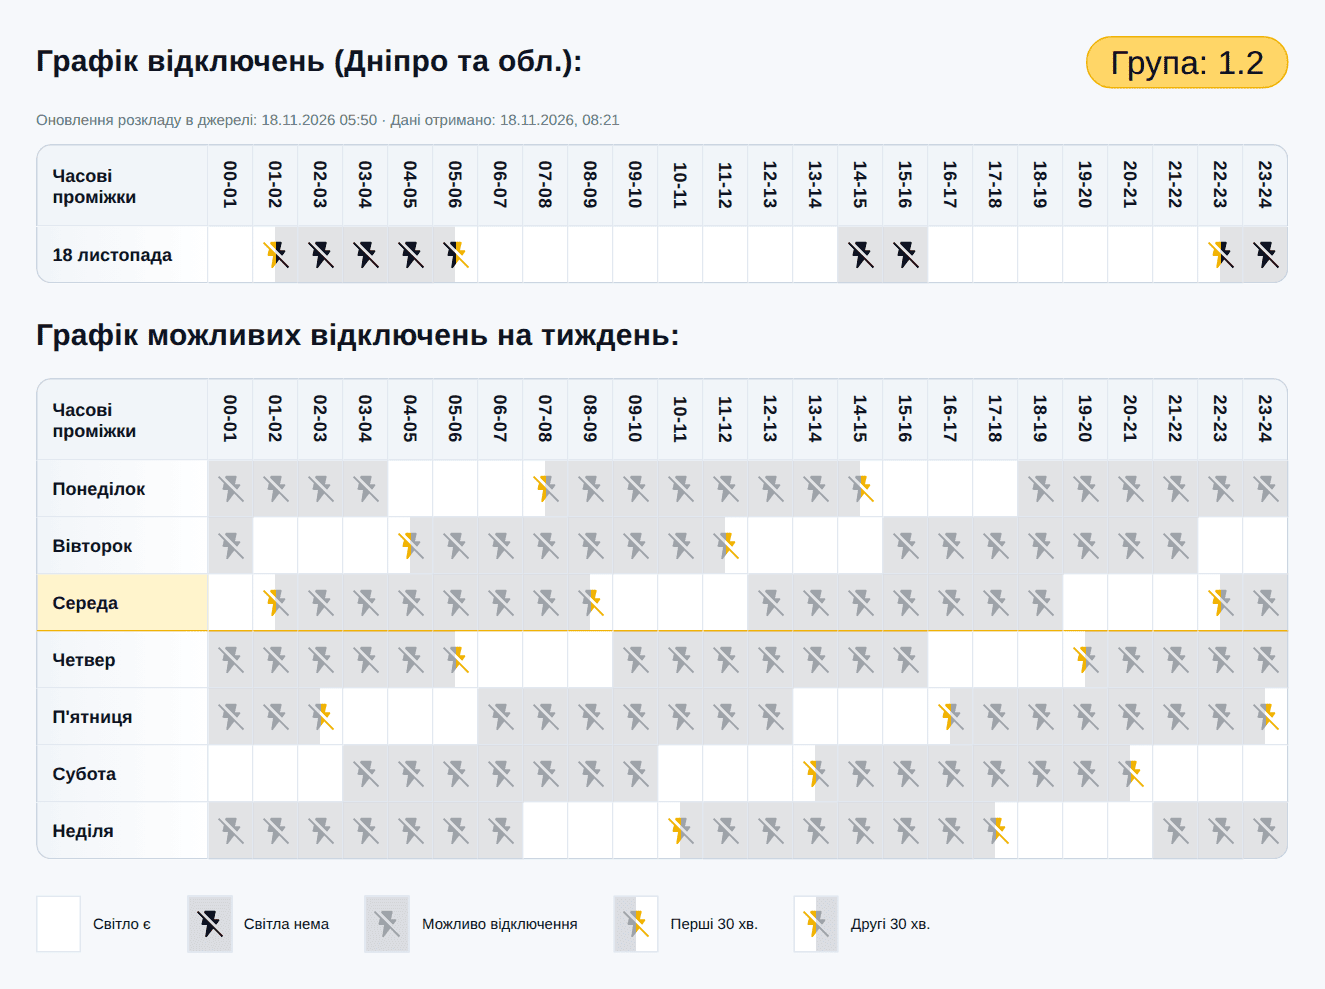 Графік відключень (Дніпро та обл.):
Група: 1.2
Оновлення розкладу в джерелі: 18.11.2026 05:50 · Дані отримано: 18.11.2026, 08:21
Часові проміжки 00-01 01-02 02-03 03-04 04-05 05-06 06-07 07-08 08-09 09-10 10-11 11-12 12-13 13-14 14-15 15-16 16-17 17-18 18-19 19-20 20-21 21-22 22-23 23-24
18 листопада
Графік можливих відключень на тиждень:
Часові проміжки 00-01 01-02 02-03 03-04 04-05 05-06 06-07 07-08 08-09 09-10 10-11 11-12 12-13 13-14 14-15 15-16 16-17 17-18 18-19 19-20 20-21 21-22 22-23 23-24
Понеділок
Вівторок
Середа
Четвер
П'ятниця
Субота
Неділя
Світло є Світла нема Можливо відключення Перші 30 хв. Другі 30 хв.